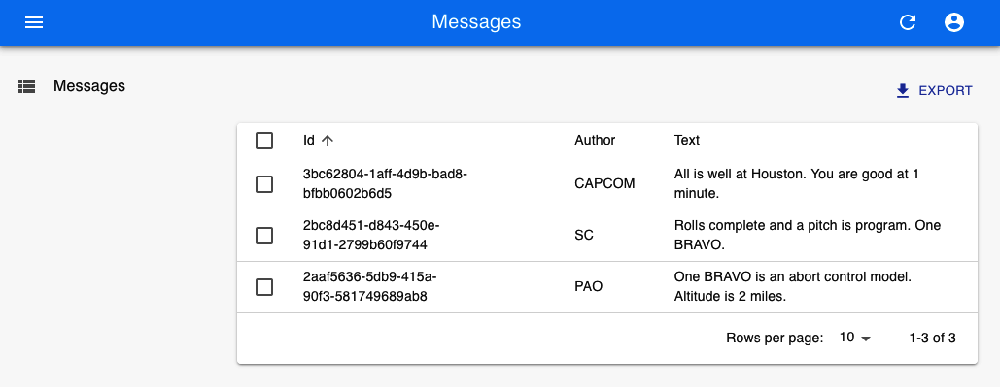 Messages
Messages
EXPORT
Id Author Text
3bc62804-1aff-4d9b-bad8-
bfbb0602b6d5
CAPCOM
All is well at Houston. You are good at 1
minute.
2bc8d451-d843-450e-
91d1-2799b60f9744
SC
Rolls complete and a pitch is program. One
BRAVO.
2aaf5636-5db9-415a-
90f3-581749689ab8
PAO
One BRAVO is an abort control model.
Altitude is 2 miles.
Rows per page: 10 1-3 of 3